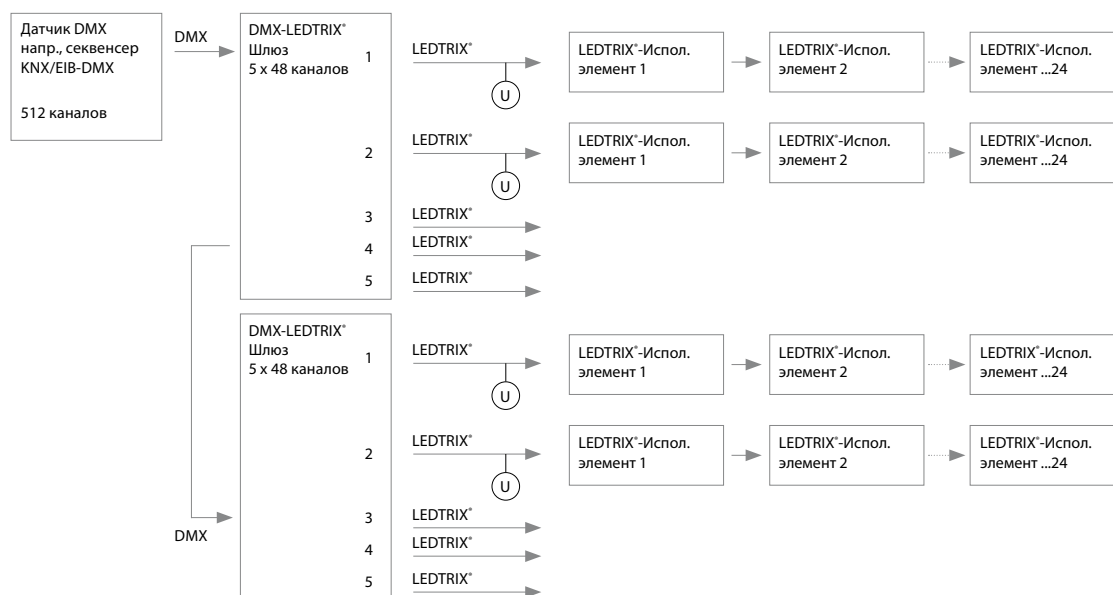 Датчик DMX
напр., секвенсер
KNX/EIB-DMX
512 каналов
DMX
DMX-LEDTRIX®
Шлюз
5 x 48 каналов
1
LEDTRIX®
U
LEDTRIX®-Испол.
элемент 1
LEDTRIX®-Испол.
элемент 2
LEDTRIX®-Испол.
элемент ...24
2
LEDTRIX®
U
LEDTRIX®-Испол.
элемент 1
LEDTRIX®-Испол.
элемент 2
LEDTRIX®-Испол.
элемент ...24
3
LEDTRIX®
4
LEDTRIX®
5
LEDTRIX®
DMX
DMX-LEDTRIX®
Шлюз
5 x 48 каналов
1
LEDTRIX®
U
LEDTRIX®-Испол.
элемент 1
LEDTRIX®-Испол.
элемент 2
LEDTRIX®-Испол.
элемент ...24
2
LEDTRIX®
U
LEDTRIX®-Испол.
элемент 1
LEDTRIX®-Испол.
элемент 2
LEDTRIX®-Испол.
элемент ...24
3
LEDTRIX®
4
LEDTRIX®
5
LEDTRIX®